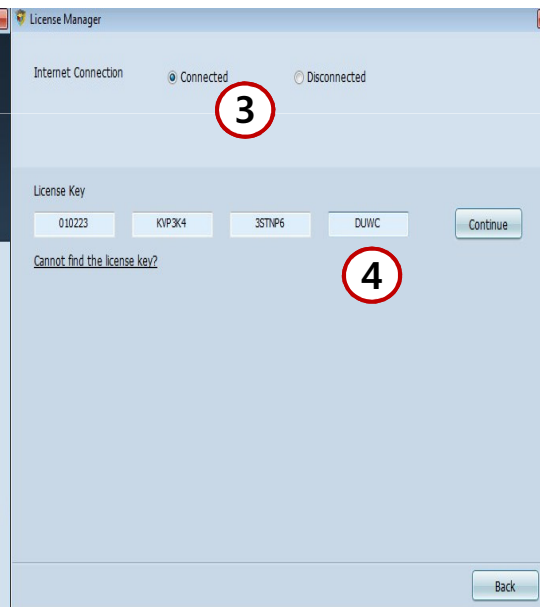 License Manager
Internet Connection Connected Disconnected
3
License Key
010223 KVP3K4 3STNP6 DUWC Continue
Cannot find the license key?
4
Back